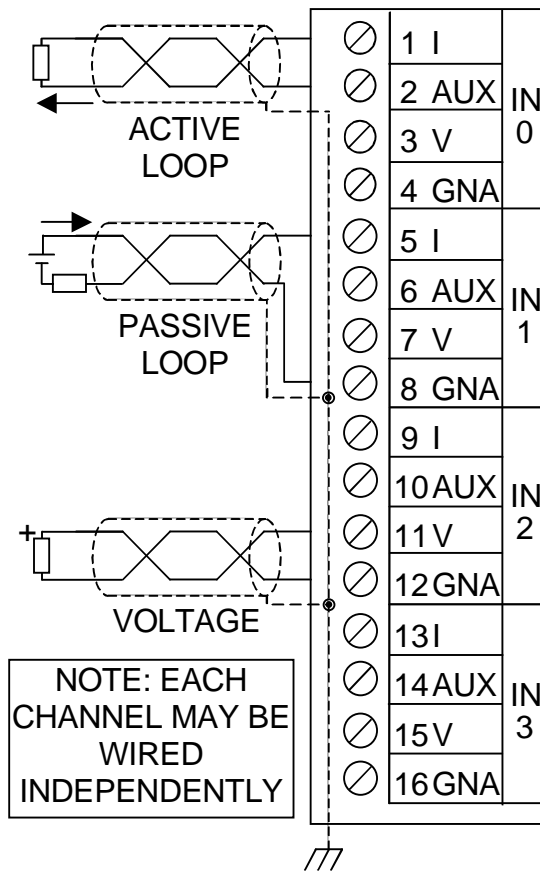 1 I
2 AUX
3 V
4 GNA
IN
0
ACTIVE
LOOP
5 I
6 AUX
7 V
8 GNA
IN
1
PASSIVE
LOOP
9 I
10 AUX
11 V
12 GNA
IN
2
+
VOLTAGE
13 I
14 AUX
15 V
16 GNA
IN
3
NOTE: EACH
CHANNEL MAY BE
WIRED
INDEPENDENTLY